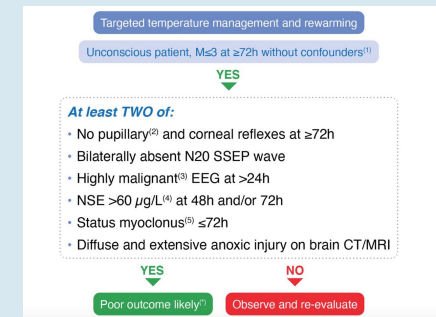 Targeted temperature management and rewarming
Unconscious patient, M≤3 at ≥72h without confounders(1)
YES
At least TWO of:
• No pupillary(2) and corneal reflexes at ≥72h
• Bilaterally absent N20 SSEP wave
• Highly malignant(3) EEG at >24h
• NSE >60 µg/L(4) at 48h and/or 72h
• Status myoclonus(5) ≤72h
• Diffuse and extensive anoxic injury on brain CT/MRI
YES
NO
Poor outcome likely(*)
Observe and re-evaluate